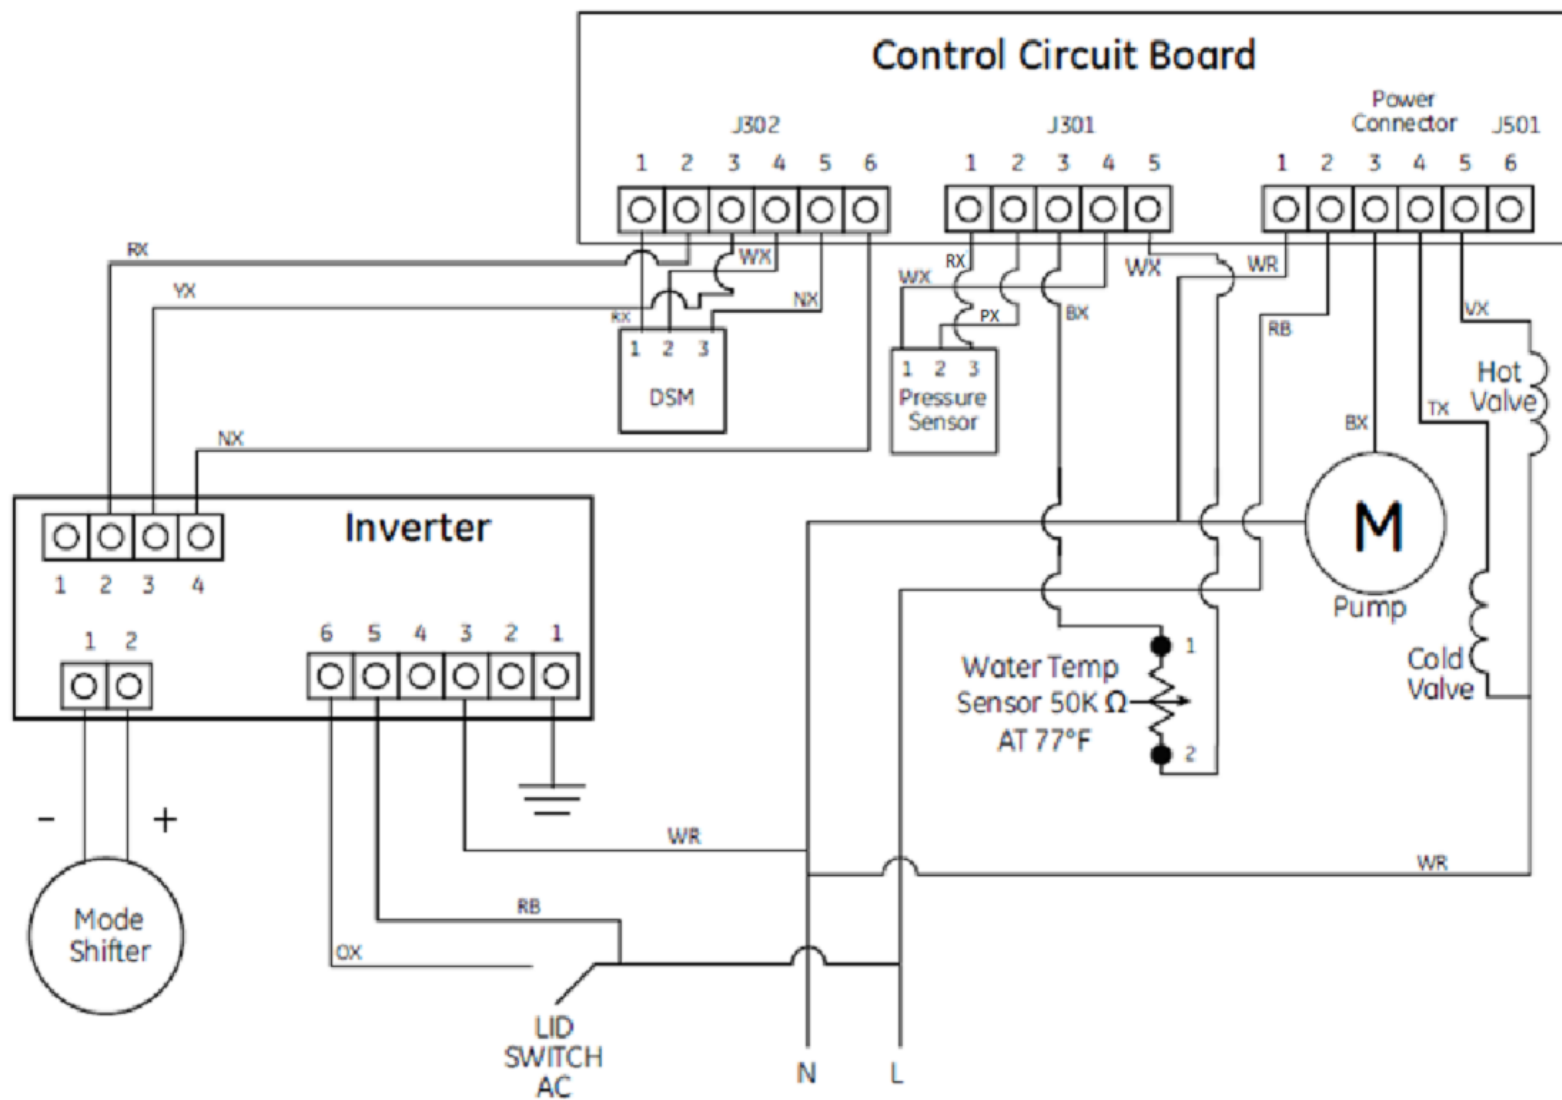 Control Circuit Board
Power
Connector
J302
J301
J501
1 2 3 4 5 6
1 2 3 4 5
1 2 3 4 5 6
RX
WX
RX
WX
WR
YX
NX
WX
RX
PX
BX
RB
VX
1 2 3
DSM
1 2 3
Pressure
Sensor
Hot
Valve
BX
TX
NX
Inverter
M
Pump
1 2 3 4
1 2
6 5 4 3 2 1
Water Temp
Sensor 50K Ω
AT 77°F
1
2
Cold
Valve
- +
WR
WR
RB
OX
Mode
Shifter
LID
SWITCH
AC
N
L